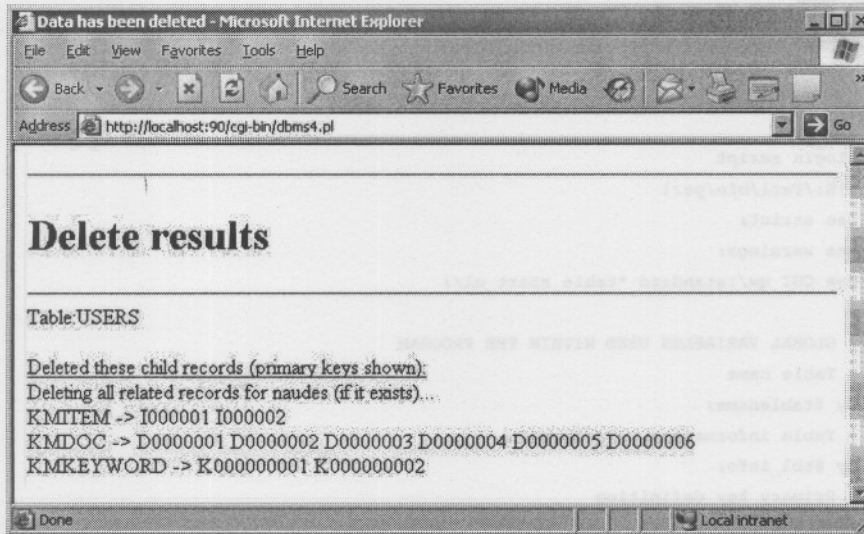 Data has been deleted - Microsoft Internet Explorer
File Edit View Favorites Tools Help
Back Search Favorites Media
Address http://localhost:90/cgi-bin/dbms4.pl Go
Delete results
Table:USERS
Deleted these child records (primary keys shown):
Deleting all related records for naudes (if it exists)...
KMITEM -> I000001 I000002
KMDOC -> D0000001 D0000002 D0000003 D0000004 D0000005 D0000006
KMKEYWORD -> K000000001 K000000002
Done Local intranet